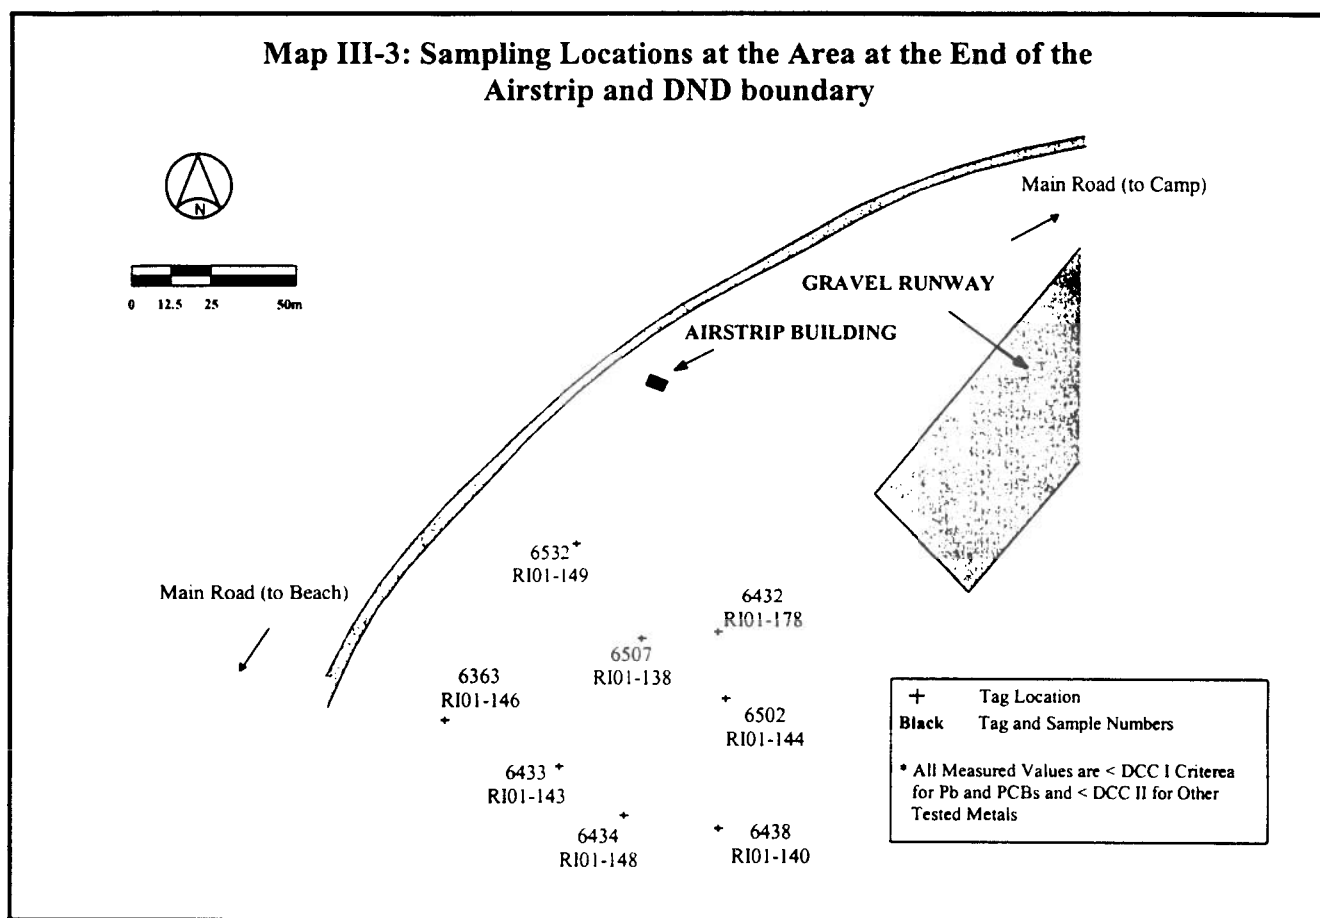 Map III-3: Sampling Locations at the Area at the End of the
Airstrip and DND boundary
N
0 12.5 25 50m
Main Road (to Camp)
GRAVEL RUNWAY
AIRSTRIP BUILDING
Main Road (to Beach)
6532
RI01-149
6432
RI01-178
6507
RI01-138
6363
RI01-146
6502
RI01-144
6433
RI01-143
6434
RI01-148
6438
RI01-140
+ Tag Location
Black Tag and Sample Numbers
* All Measured Values are < DCC I Criterea
for Pb and PCBs and < DCC II for Other
Tested Metals